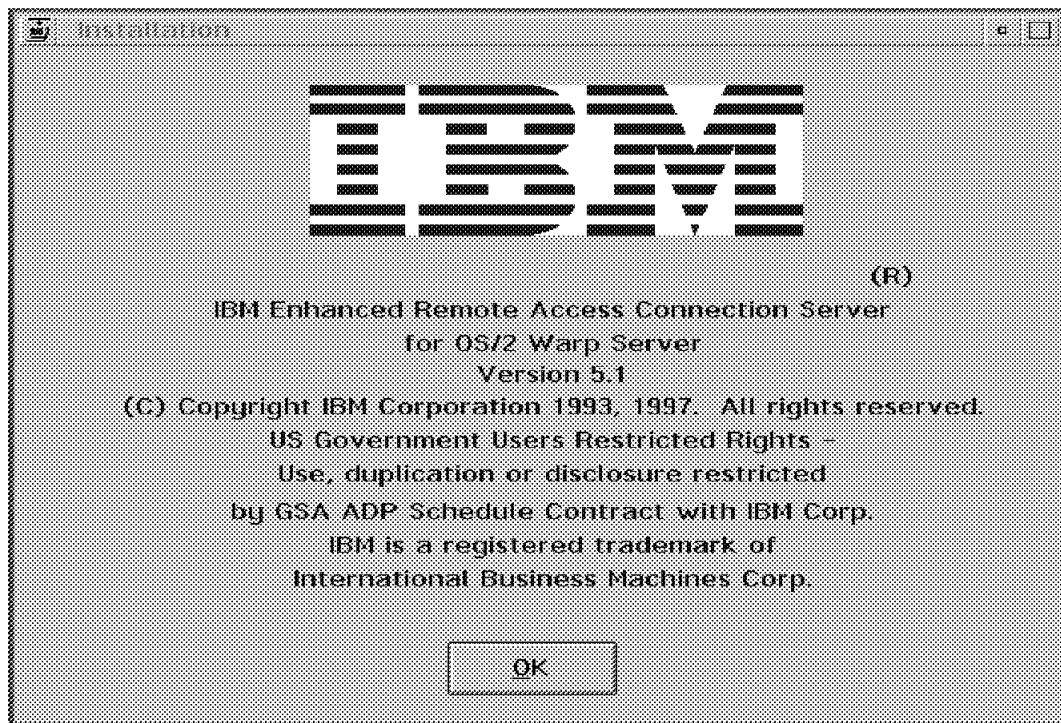 Installation
IBM
(R)
IBM Enhanced Remote Access Connection Server
for OS/2 Warp Server
Version 5.1
(C) Copyright IBM Corporation 1993, 1997.  All rights reserved.
US Government Users Restricted Rights -
Use, duplication or disclosure restricted
by GSA ADP Schedule Contract with IBM Corp.
IBM is a registered trademark of
International Business Machines Corp.
OK